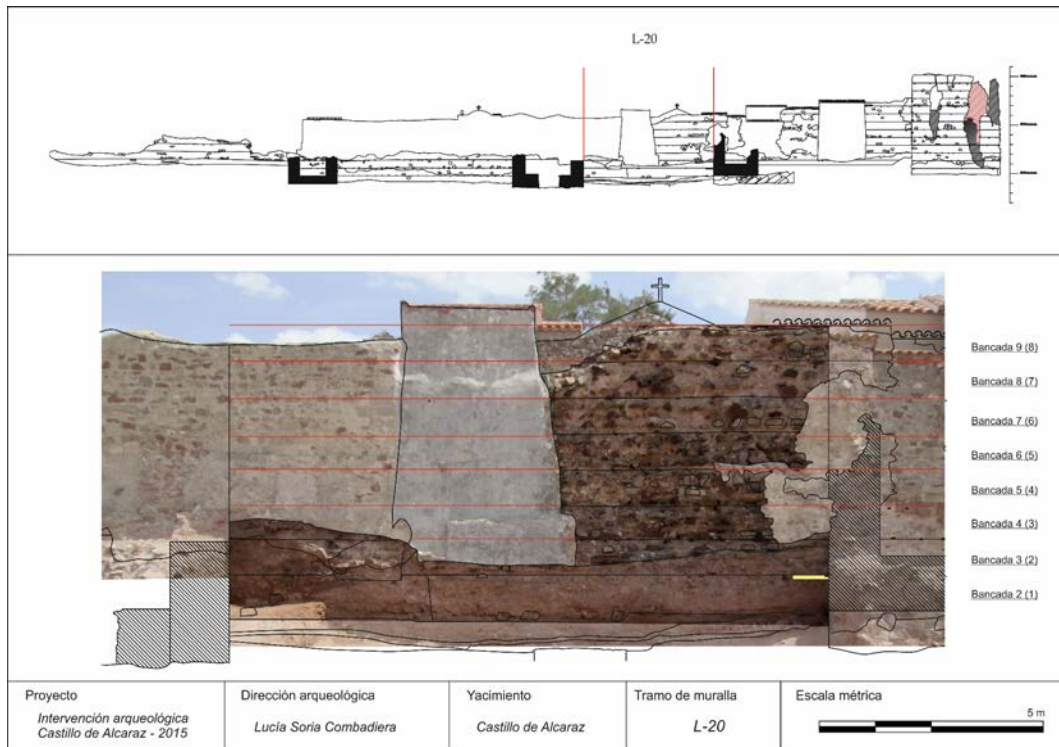 L-20
Bancada 9 (8)
Bancada 8 (7)
Bancada 7 (6)
Bancada 6 (5)
Bancada 5 (4)
Bancada 4 (3)
Bancada 3 (2)
Bancada 2 (1)
Proyecto
Intervención arqueológica
Castillo de Alcaraz - 2015
Dirección arqueológica
Lucía Soria Combadiera
Yacimiento
Castillo de Alcaraz
Tramo de muralla
L-20
Escala métrica
5 m